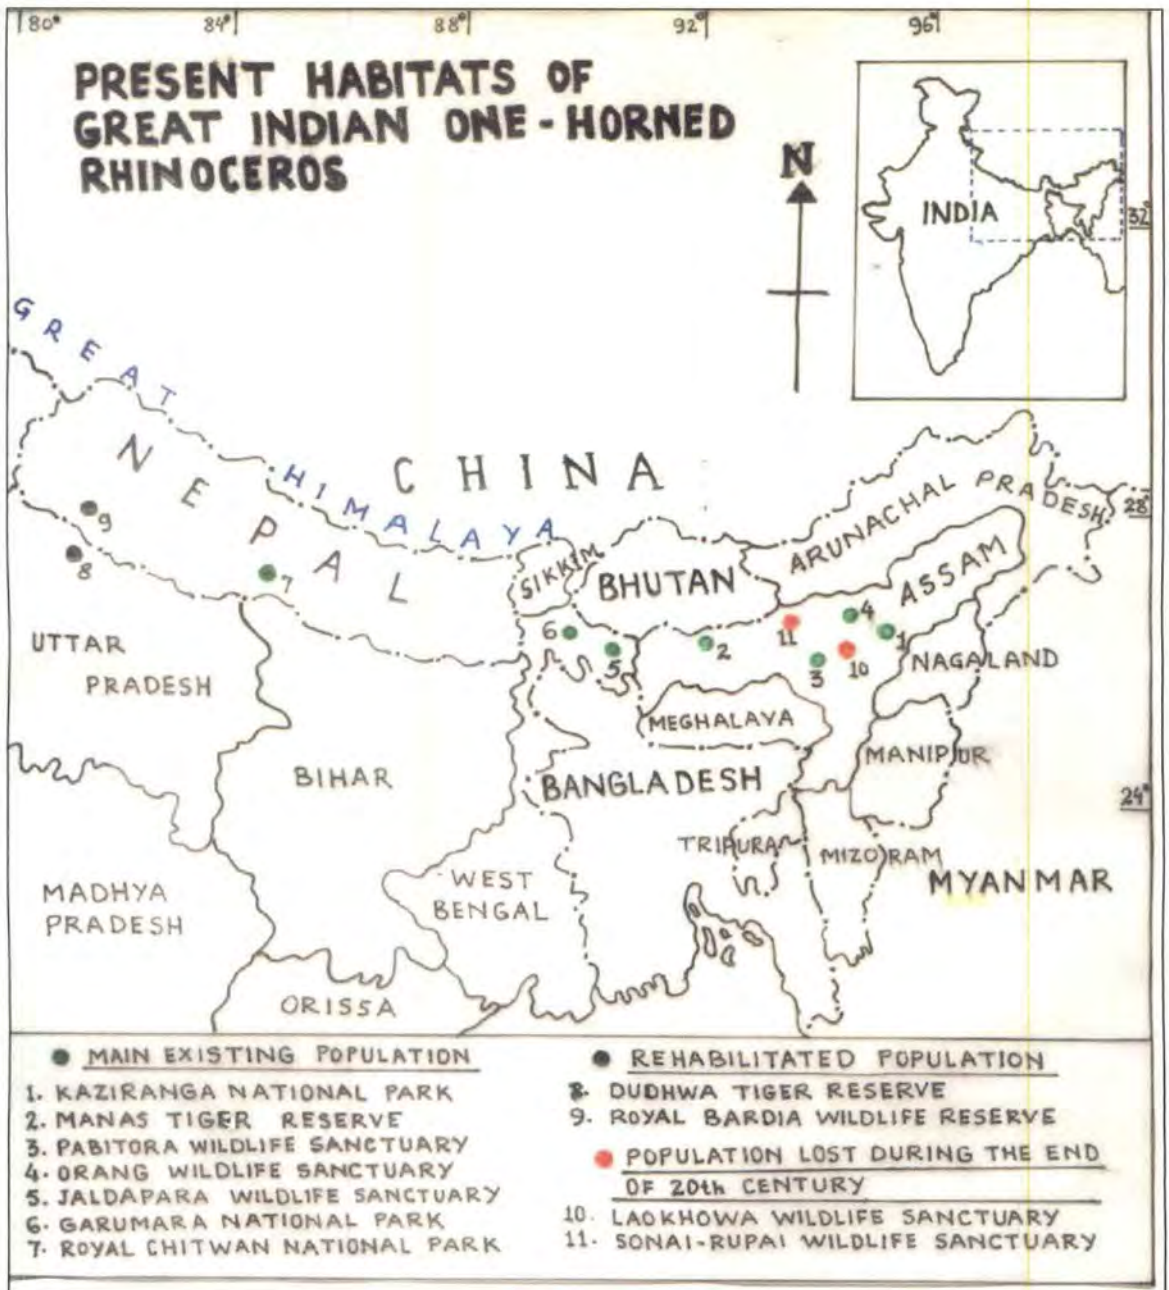 80° 84° 88° 92° 96°
PRESENT HABITATS OF
GREAT INDIAN ONE-HORNED
RHINOCEROS
N
INDIA
32°
GREAT HIMALAYA
NEPAL
CHINA
ARUNACHAL PRADESH
28°
SIKKIM
BHUTAN
ASSAM
9
8
7
6
5
2
11
4
1
3
10
UTTAR
PRADESH
NAGALAND
MEGHALAYA
MANIPUR
BIHAR
BANGLADESH
24°
TRIPURA
MIZORAM
MYANMAR
MADHYA
PRADESH
WEST
BENGAL
ORISSA
MAIN EXISTING POPULATION
1. KAZIRANGA NATIONAL PARK
2. MANAS TIGER RESERVE
3. PABITORA WILDLIFE SANCTUARY
4. ORANG WILDLIFE SANCTUARY
5. JALDAPARA WILDLIFE SANCTUARY
6. GARUMARA NATIONAL PARK
7. ROYAL CHITWAN NATIONAL PARK
REHABILITATED POPULATION
8. DUDHWA TIGER RESERVE
9. ROYAL BARDIA WILDLIFE RESERVE
POPULATION LOST DURING THE END
OF 20th CENTURY
10. LAOKHOWA WILDLIFE SANCTUARY
11. SONAI-RUPAI WILDLIFE SANCTUARY